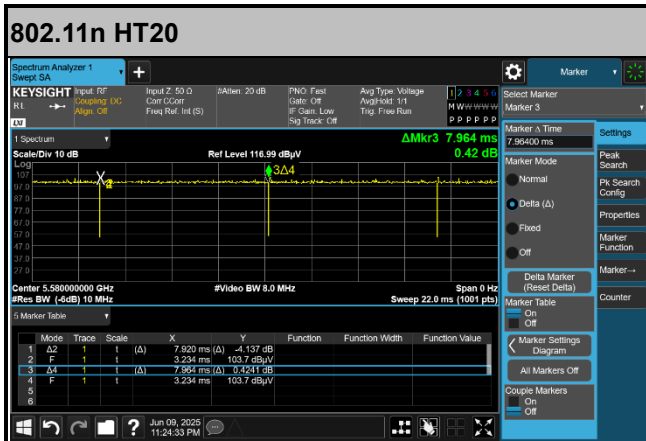 802.11n HT20
Spectrum Analyzer 1
Swept SA
Marker
KEYSIGHT
RL
LXI
Input: RF
Coupling: DC
Align: Off
Input Z: 50 Ω
Corr CCorr
Freq Ref: Int (S)
#Atten: 20 dB
PNO: Fast
Gate: Off
IF Gain: Low
Sig Track: Off
Avg Type: Voltage
Avg|Hold: 1/1
Trig: Free Run
1 2 3 4 5 6
M W W W W W
P P P P P P
Select Marker
Marker 3
1 Spectrum
Scale/Div 10 dB
Ref Level 116.99 dBµV
ΔMkr3 7.964 ms
0.42 dB
Log
107
97.0
87.0
77.0
67.0
57.0
47.0
37.0
27.0
3Δ4
Center 5.580000000 GHz
#Video BW 8.0 MHz
Span 0 Hz
#Res BW (-6dB) 10 MHz
Sweep 22.0 ms (1001 pts)
5 Marker Table
Mode Trace Scale X Y Function Function Width Function Value
1 Δ2 1 t (Δ) 7.920 ms (Δ) -4.137 dB
2 F 1 t 3.234 ms 103.7 dBµV
3 Δ4 1 t (Δ) 7.964 ms (Δ) 0.4241 dB
4 F 1 t 3.234 ms 103.7 dBµV
5
6
Marker Δ Time
7.96400 ms
Marker Mode
Normal
Delta (Δ)
Fixed
Off
Delta Marker
(Reset Delta)
Marker Table
On
Off
Marker Settings
Diagram
All Markers Off
Couple Markers
On
Off
Settings
Peak
Search
Pk Search
Config
Properties
Marker
Function
Marker→
Counter
Jun 09, 2025
11:24:33 PM